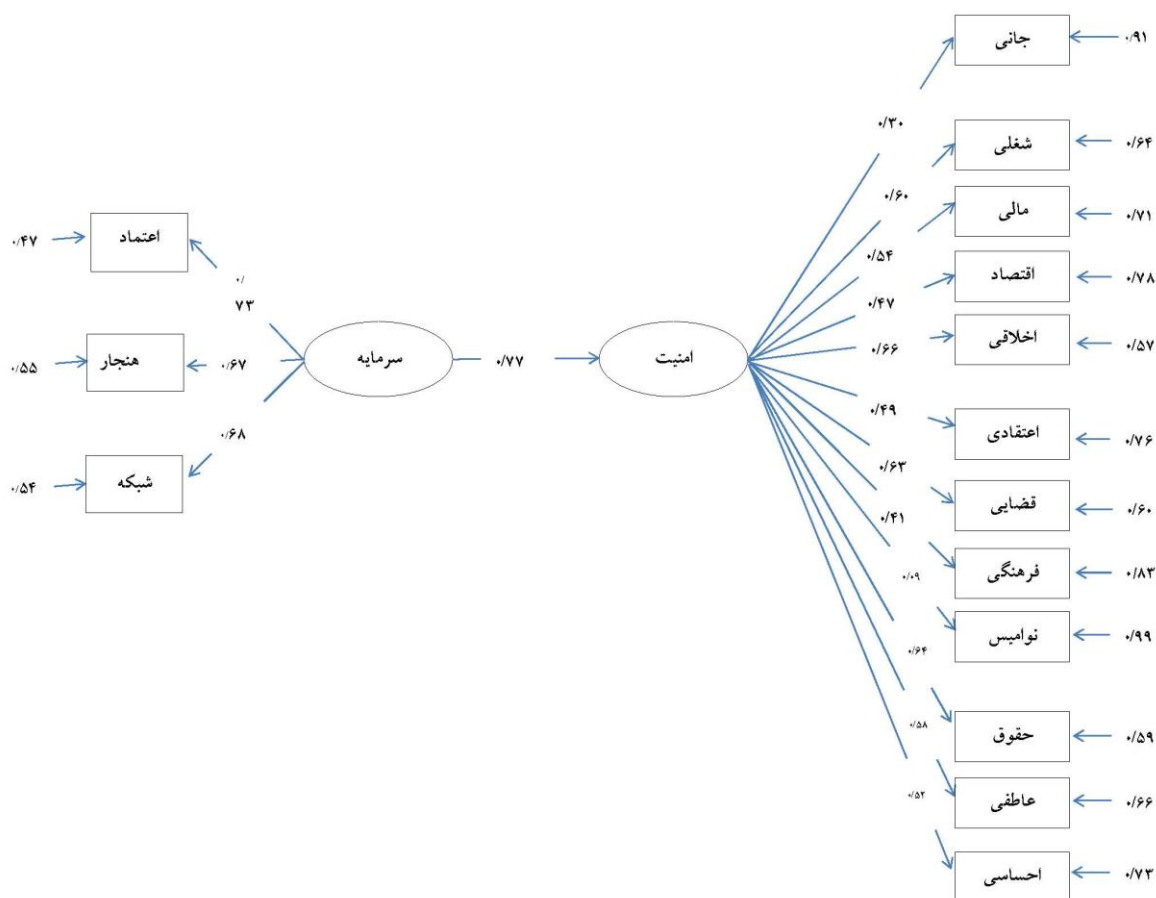 جانی
۰/۹۱
۰/۳۰
شغلی
۰/۶۴
۰/۶۰
مالی
۰/۷۱
۰/۵۴
اقتصاد
۰/۷۸
۰/۴۷
اخلاقی
۰/۵۷
۰/۶۶
اعتقادی
۰/۷۶
۰/۴۹
قضایی
۰/۶۰
۰/۶۳
فرهنگی
۰/۸۳
۰/۴۱
نوامیس
۰/۹۹
۰/۰۹
حقوق
۰/۵۹
۰/۶۴
عاطفی
۰/۶۶
۰/۵۸
احساسی
۰/۷۳
۰/۵۲
امنیت
۰/۷۷
سرمایه
اعتماد
۰/۴۷
۰/
۷۳
هنجار
۰/۵۵
۰/۶۷
شبکه
۰/۵۴
۰/۶۸